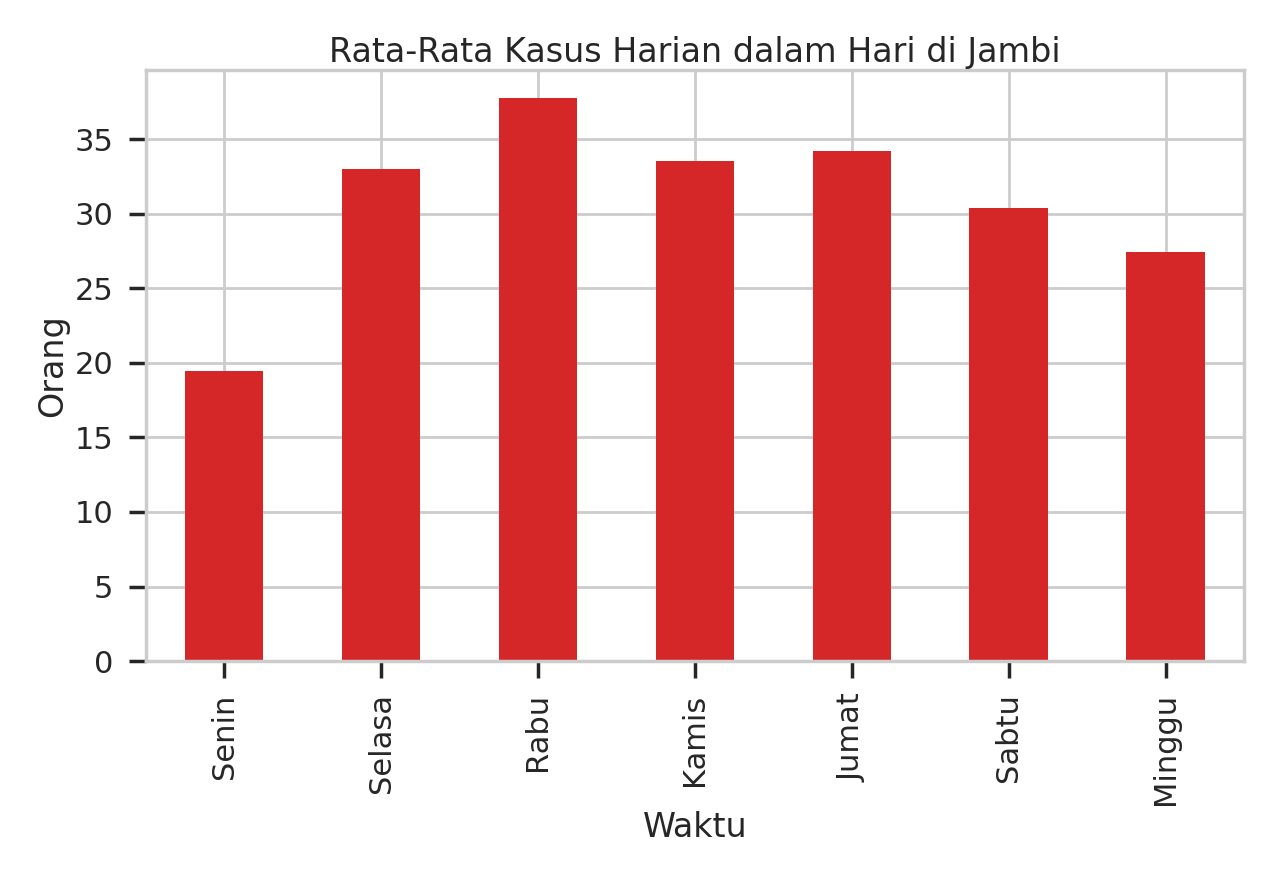 Rata-Rata Kasus Harian dalam Hari di Jambi
Orang
35
30
25
20
15
10
5
0
Senin
Selasa
Rabu
Kamis
Jumat
Sabtu
Minggu
Waktu